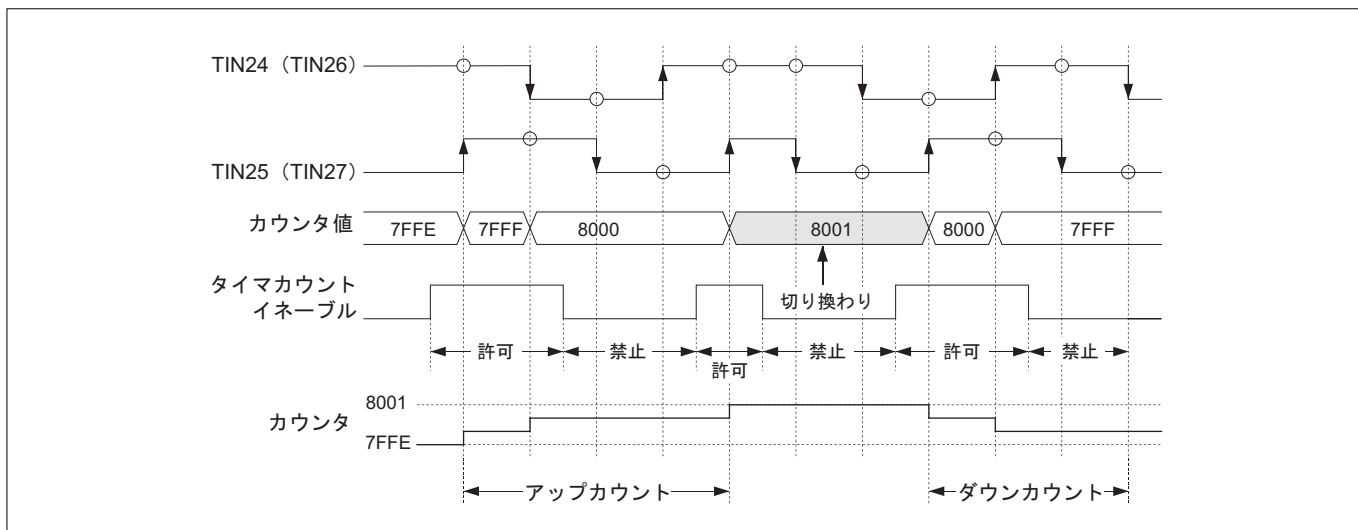 TIN24（TIN26）
TIN25（TIN27）
カウンタ値
7FFE
7FFF
8000
8001
8000
7FFF
タイマカウント
イネーブル
切り換わり
許可
禁止
許可
禁止
許可
禁止
8001
カウンタ
7FFE
アップカウント
ダウンカウント